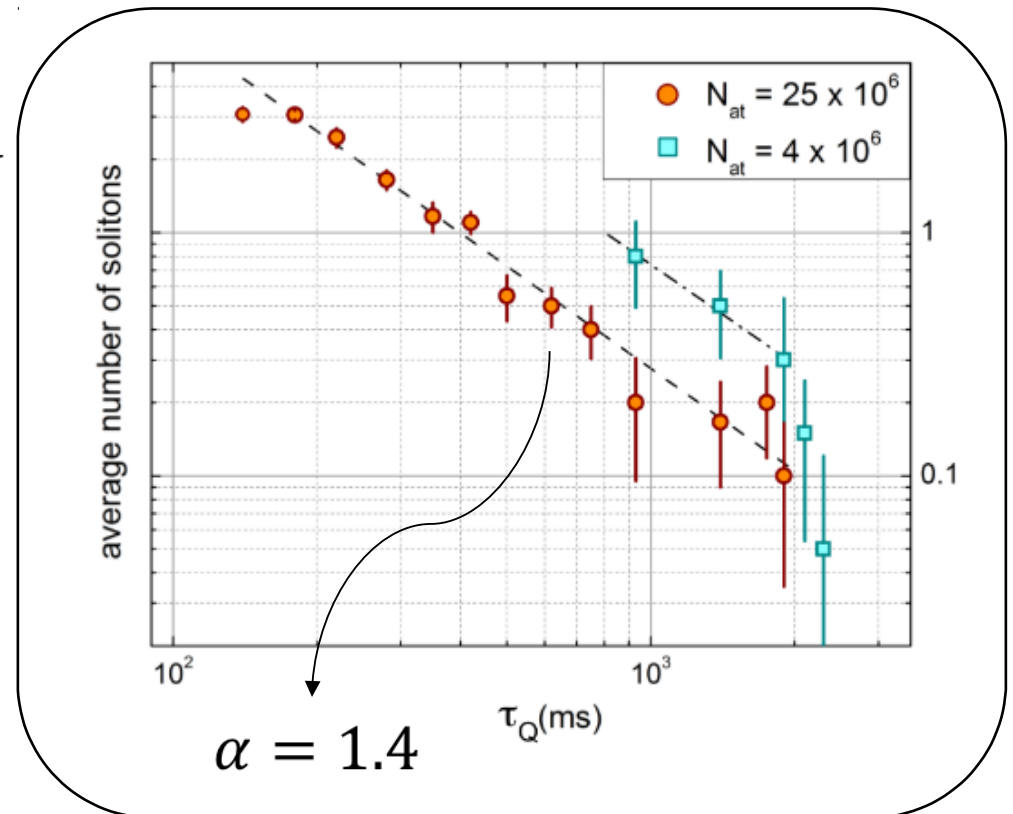 N_at = 25 x 10^6
N_at = 4 x 10^6
average number of solitons
1
0.1
10^2
10^3
τ_Q(ms)
α = 1.4